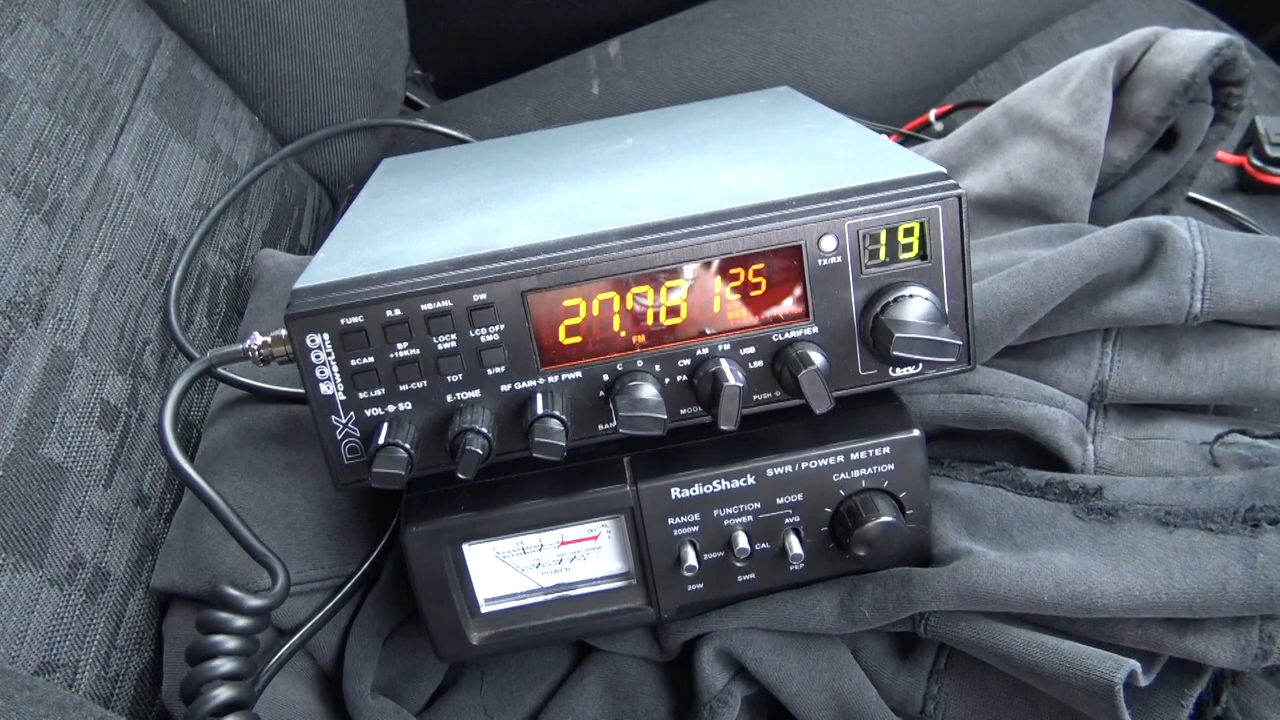 FUNC
R.B.
NB/ANL
DW
SCAN
BP
+10KHz
LOCK
SWR
LCD OFF
EMG
SC.LIST
HI-CUT
TOT
S/RF
DX
5000
PowerLine
27.781 25
FM
TX/RX
19
VOL SQ
E-TONE
RF GAIN RF PWR
A B C D E F
BAN
PA CW AM FM USB LSB
MODE
CLARIFIER
PUSH
RadioShack
SWR / POWER METER
RANGE
2000W
200W
20W
FUNCTION
POWER
CAL
SWR
MODE
AVG
PEP
CALIBRATION
POWER